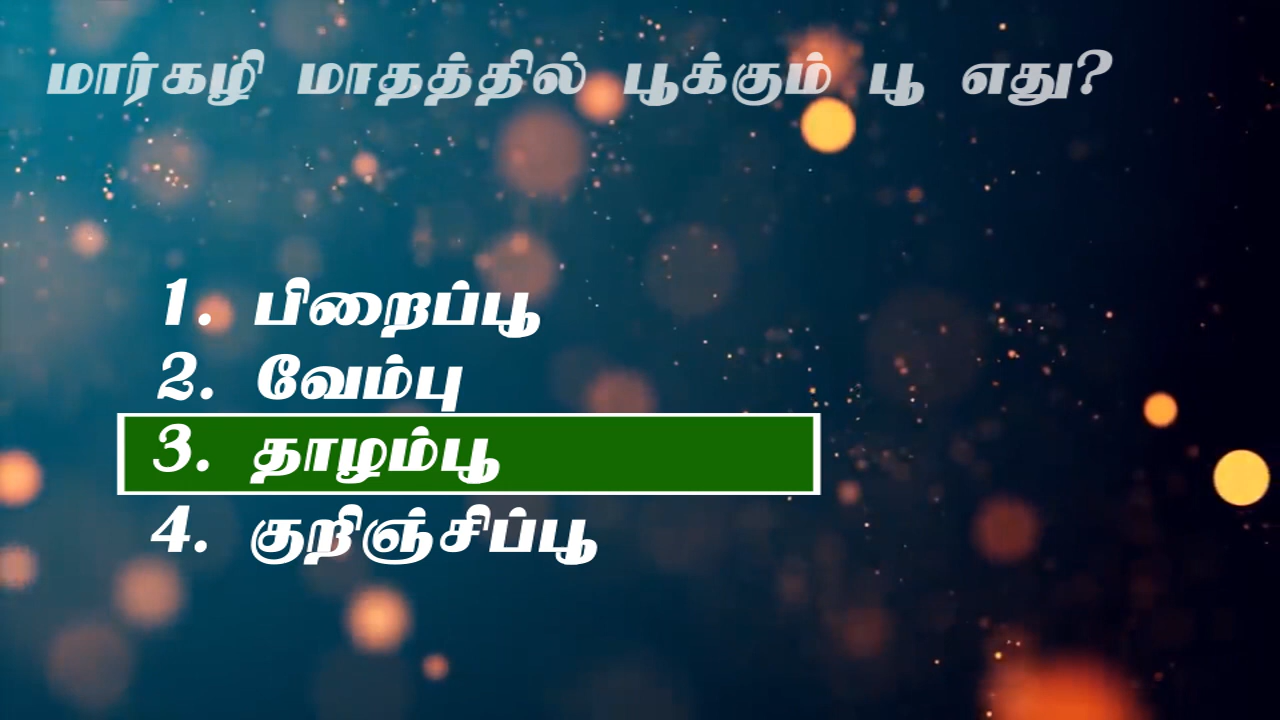 மார்கழி மாதத்தில் பூக்கும் பூ எது?
1. பிறைப்பூ
2. வேம்பு
3. தாழம்பூ
4. குறிஞ்சிப்பூ